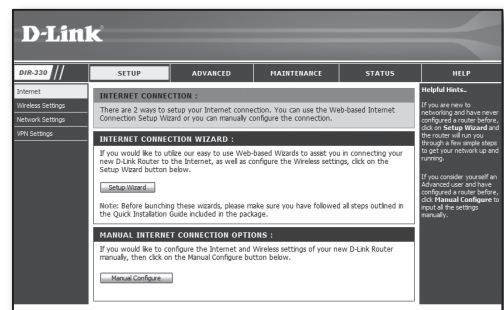 D-Link
DIR-330
SETUP
ADVANCED
MAINTENANCE
STATUS
HELP
Internet
Wireless Settings
Network Settings
VPN Settings
INTERNET CONNECTION :
There are 2 ways to setup your Internet connection. You can use the Web-based Internet
Connection Setup Wizard or you can manually configure the connection.
INTERNET CONNECTION WIZARD :
If you would like to utilize our easy to use Web-based Wizards to assist you in connecting your
new D-Link Router to the Internet, as well as configure the Wireless settings, click on the
Setup Wizard button below.
Setup Wizard
Note: Before launching these wizards, please make sure you have followed all steps outlined in
the Quick Installation Guide included in the package.
MANUAL INTERNET CONNECTION OPTIONS :
If you would like to configure the Internet and Wireless settings of your new D-Link Router
manually, then click on the Manual Configure button below.
Manual Configure
Helpful Hints..
If you are new to
networking and have never
configured a router before,
click on Setup Wizard and
the router will run you
through a few simple steps
to get your network up and
running.
If you consider yourself an
Advanced user and have
configured a router before,
click Manual Configure to
input all the settings
manually.